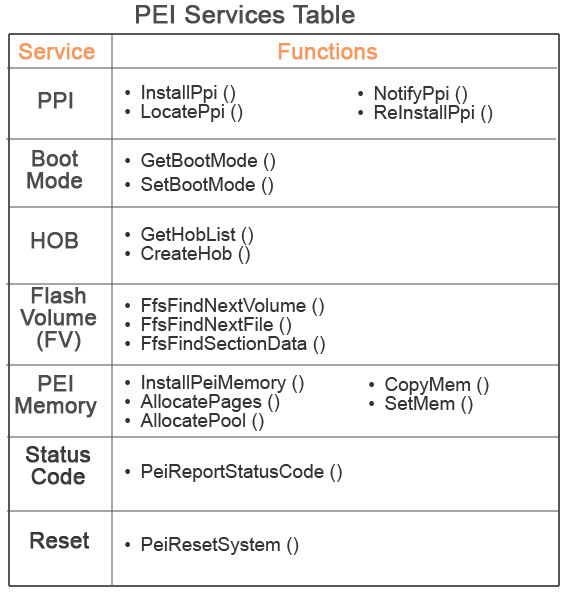 PEI Services Table
Service Functions
PPI
• InstallPpi () • NotifyPpi ()
• LocatePpi () • ReInstallPpi ()
Boot
Mode
• GetBootMode ()
• SetBootMode ()
HOB
• GetHobList ()
• CreateHob ()
Flash
Volume
(FV)
• FfsFindNextVolume ()
• FfsFindNextFile ()
• FfsFindSectionData ()
PEI
Memory
• InstallPeiMemory () • CopyMem ()
• AllocatePages () • SetMem ()
• AllocatePool ()
Status
Code
• PeiReportStatusCode ()
Reset
• PeiResetSystem ()